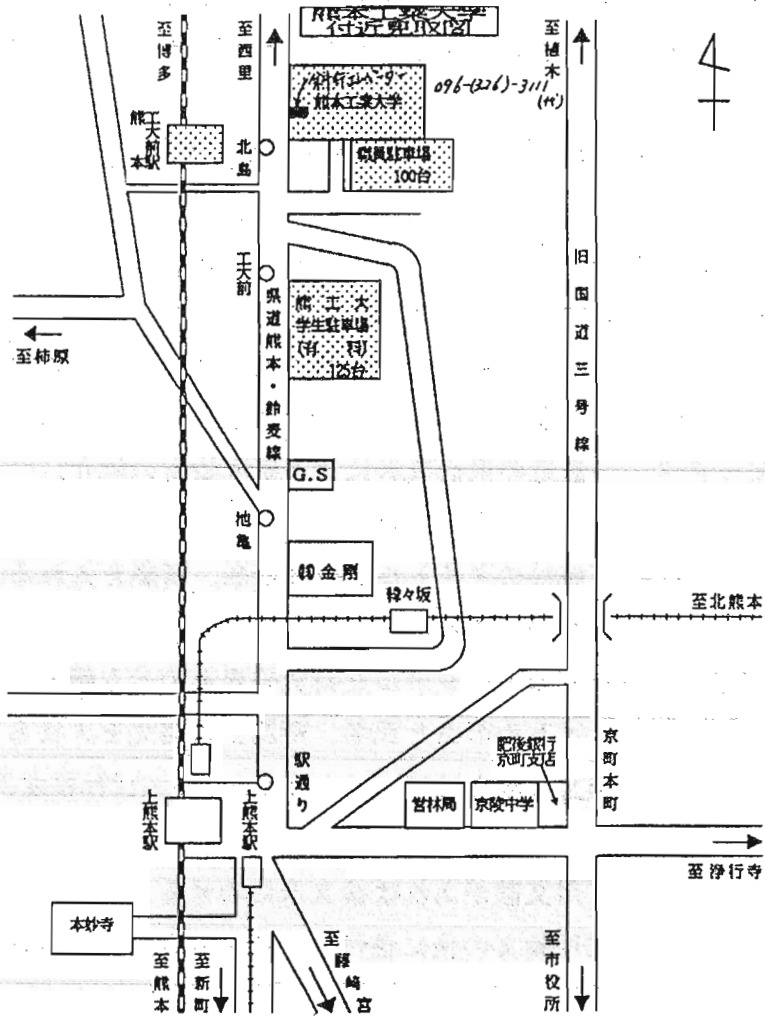 熊本工業大学
付近見取図
至博多
至西里
至植木
熊本工業大学
096-(326)-3111
(代)
熊本
工大前駅
北島
職員駐車場
100台
工大前
旧国道三号線
県道熊本・鈴麦線
熊工大
学生駐車場
(有料)
125台
至柿原
G.S
池亀
㈱金剛
至北熊本
肥後銀行
京町支店
京町本町
駅通り
営林局
京陵中学
上熊本駅
上熊本駅
至浄行寺
本妙寺
至熊本
至新町
至藤崎宮
至市役所